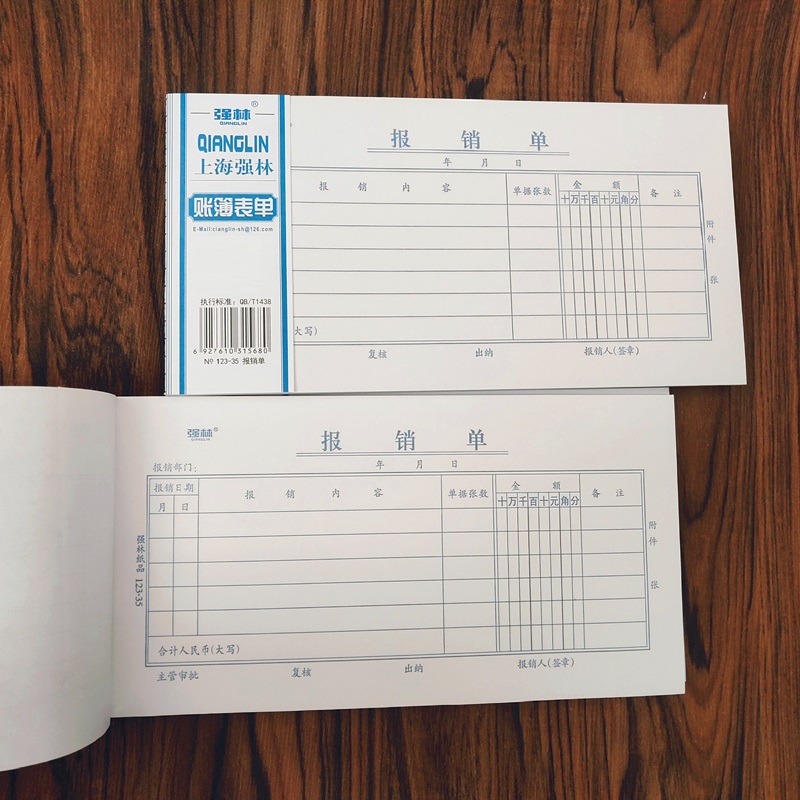 强林®
QIANGLIN
QIANGLIN
上海强林
账簿表单
E-Mail:cianglin-sh@126.com
执行标准: QB/T1438
6 927610 315680
№ 123-35 报销单
报 销 单
年 月 日
报 销 内 容 单据张数 金 额 备 注
十万千百十元角分
附件 张
大写)
复核 出纳 报销人(签章)
强林®
QIANGLIN
报 销 单
报销部门: 年 月 日
报销日期 报 销 内 容 单据张数 金 额 备 注
月 日 十万千百十元角分
附件 张
强林纸品 123-35
合计人民币(大写)
主管审批 复核 出纳 报销人(签章)